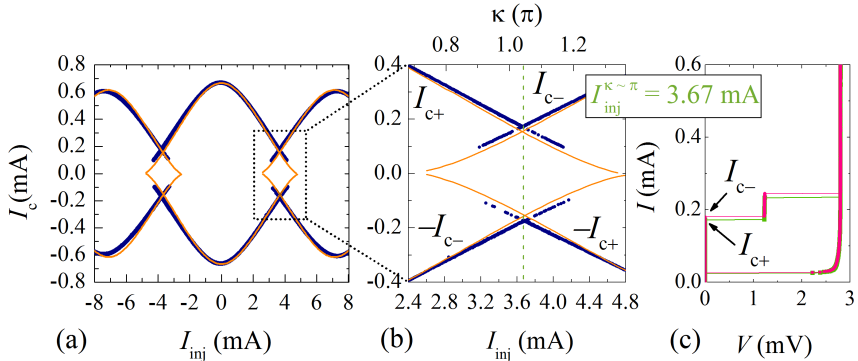 κ (π)
0.8 1.0 1.2
0.8
0.6
0.4
0.2
0.0
-0.2
-0.4
-0.6
-0.8
I_c (mA)
-8 -6 -4 -2 0 2 4 6 8
(a) I_inj (mA)
0.4
0.2
0.0
-0.2
-0.4
I_c+
I_c−
−I_c−
−I_c+
2.4 2.8 3.2 3.6 4.0 4.4 4.8
(b) I_inj (mA)
I_inj^κ~π = 3.67 mA
0.6
0.4
0.2
0.0
I (mA)
I_c−
I_c+
0 1 2 3
(c) V (mV)